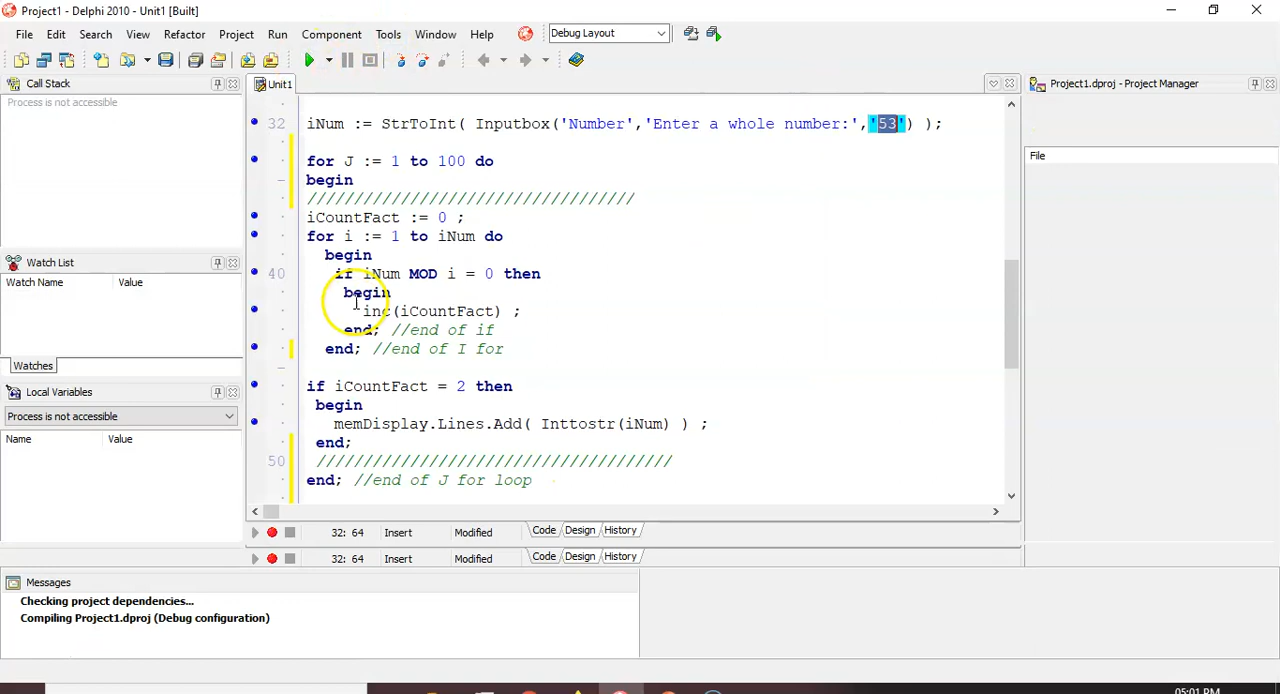 Project1 - Delphi 2010 - Unit1 [Built]
File Edit Search View Refactor Project Run Component Tools Window Help Debug Layout
Call Stack
Process is not accessible
Unit1
Project1.dproj - Project Manager
File
32 iNum := StrToInt( Inputbox('Number','Enter a whole number:','53') );
for J := 1 to 100 do
begin
///////////////////////////////////
iCountFact := 0 ;
for i := 1 to iNum do
begin
40 if iNum MOD i = 0 then
begin
inc(iCountFact) ;
end; //end of if
end; //end of I for
if iCountFact = 2 then
begin
memDisplay.Lines.Add( Inttostr(iNum) ) ;
end;
50 //////////////////////////////////////
end; //end of J for loop
Watch List
Watch Name Value
Watches
Local Variables
Process is not accessible
Name Value
32: 64 Insert Modified Code Design History
32: 64 Insert Modified Code Design History
Messages
Checking project dependencies...
Compiling Project1.dproj (Debug configuration)
05:01 PM